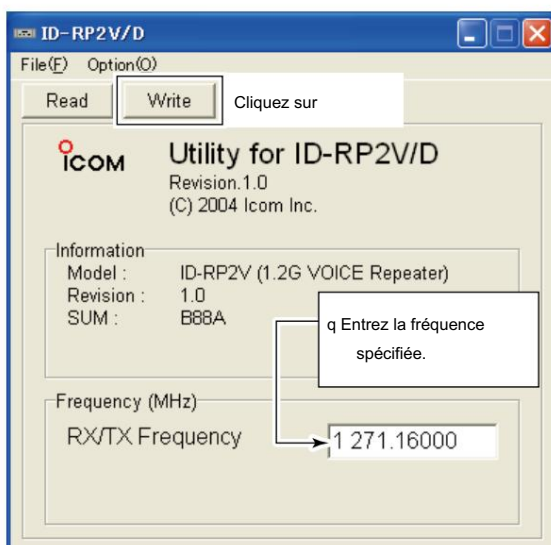 ID-RP2V/D
File(F) Option(O)
Read Write Cliquez sur
ICOM
Utility for ID-RP2V/D
Revision.1.0
(C) 2004 Icom Inc.
Information
Model : ID-RP2V (1.2G VOICE Repeater)
Revision : 1.0
SUM : B88A
q Entrez la fréquence
spécifiée.
Frequency (MHz)
RX/TX Frequency 1 271.16000